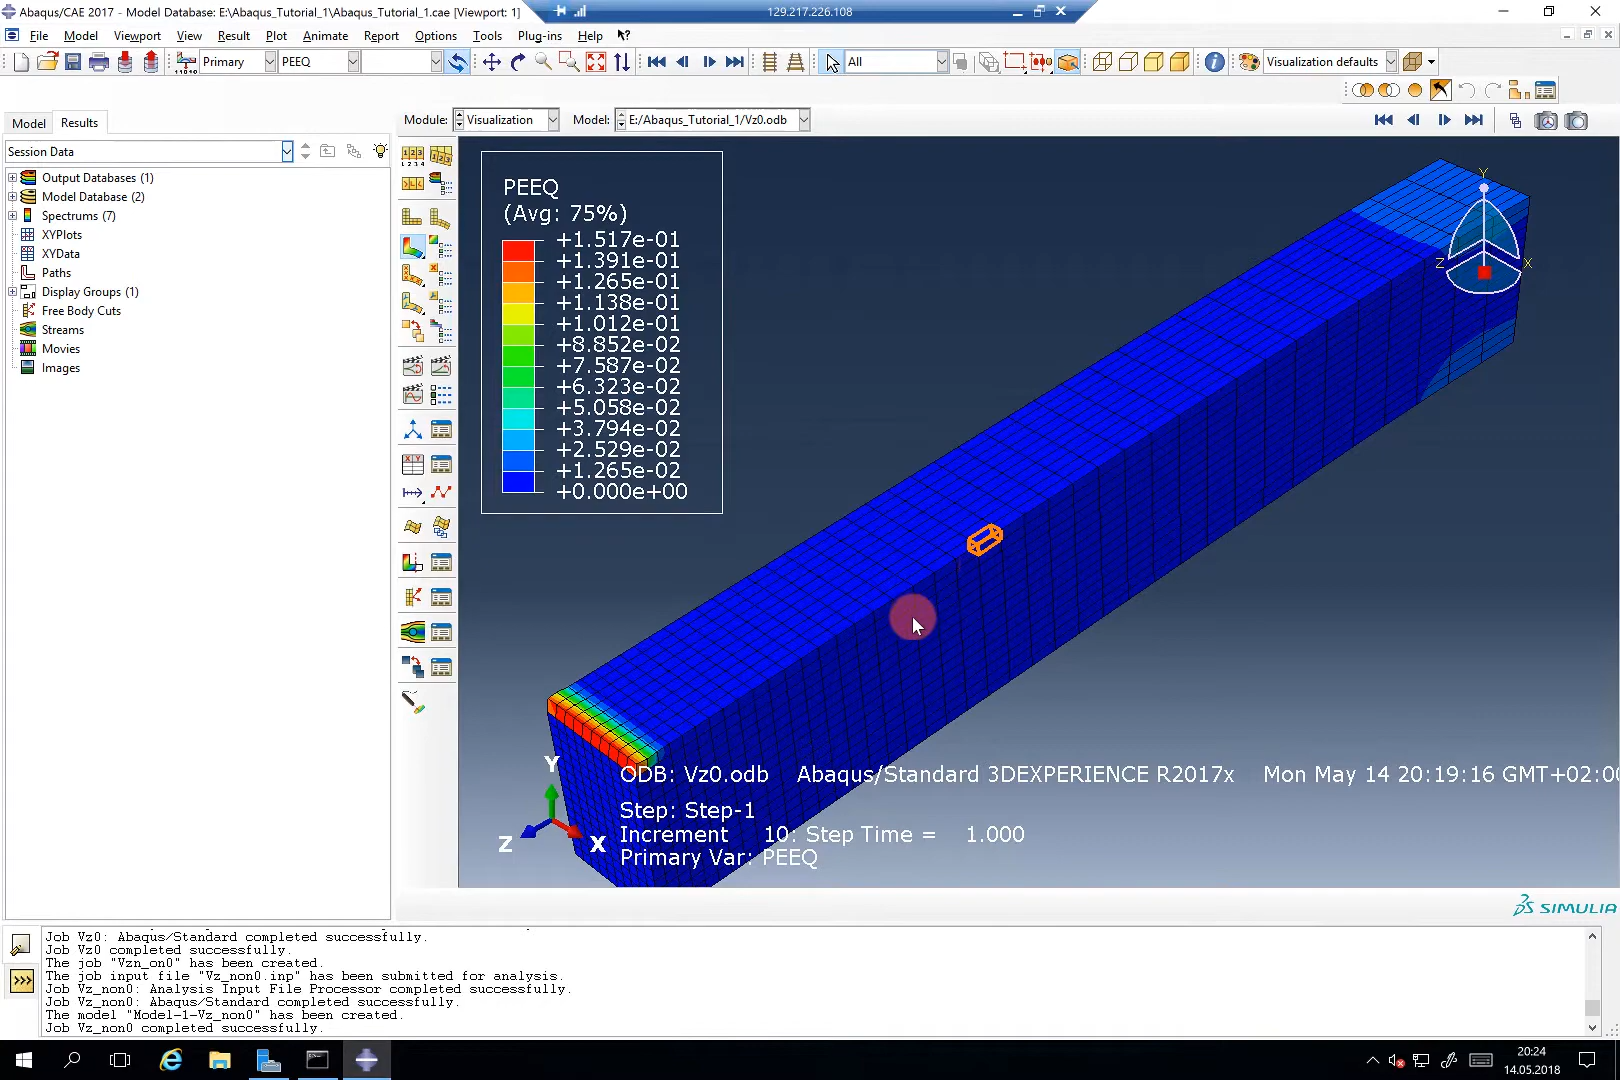 Abaqus/CAE 2017 - Model Database: E:\Abaqus_Tutorial_1\Abaqus_Tutorial_1.cae [Viewport: 1]
129.217.226.108
File Model Viewport View Result Plot Animate Report Options Tools Plug-ins Help
Primary PEEQ All Visualization defaults
Model Results
Module: Visualization Model: E:/Abaqus_Tutorial_1/Vz0.odb
Session Data
Output Databases (1)
Model Database (2)
Spectrums (7)
XYPlots
XYData
Paths
Display Groups (1)
Free Body Cuts
Streams
Movies
Images
PEEQ
(Avg: 75%)
+1.517e-01
+1.391e-01
+1.265e-01
+1.138e-01
+1.012e-01
+8.852e-02
+7.587e-02
+6.323e-02
+5.058e-02
+3.794e-02
+2.529e-02
+1.265e-02
+0.000e+00
Y
Z X
Y
Z X
ODB: Vz0.odb Abaqus/Standard 3DEXPERIENCE R2017x Mon May 14 20:19:16 GMT+02:00
Step: Step-1
Increment 10: Step Time = 1.000
Primary Var: PEEQ
SIMULIA
Job Vz0: Abaqus/Standard completed successfully.
Job Vz0 completed successfully.
The job "Vzn_on0" has been created.
The job input file "Vz_non0.inp" has been submitted for analysis.
Job Vz_non0: Analysis Input File Processor completed successfully.
Job Vz_non0: Abaqus/Standard completed successfully.
The model "Model-1-Vz_non0" has been created.
Job Vz_non0 completed successfully.
>>>
20:24
14.05.2018